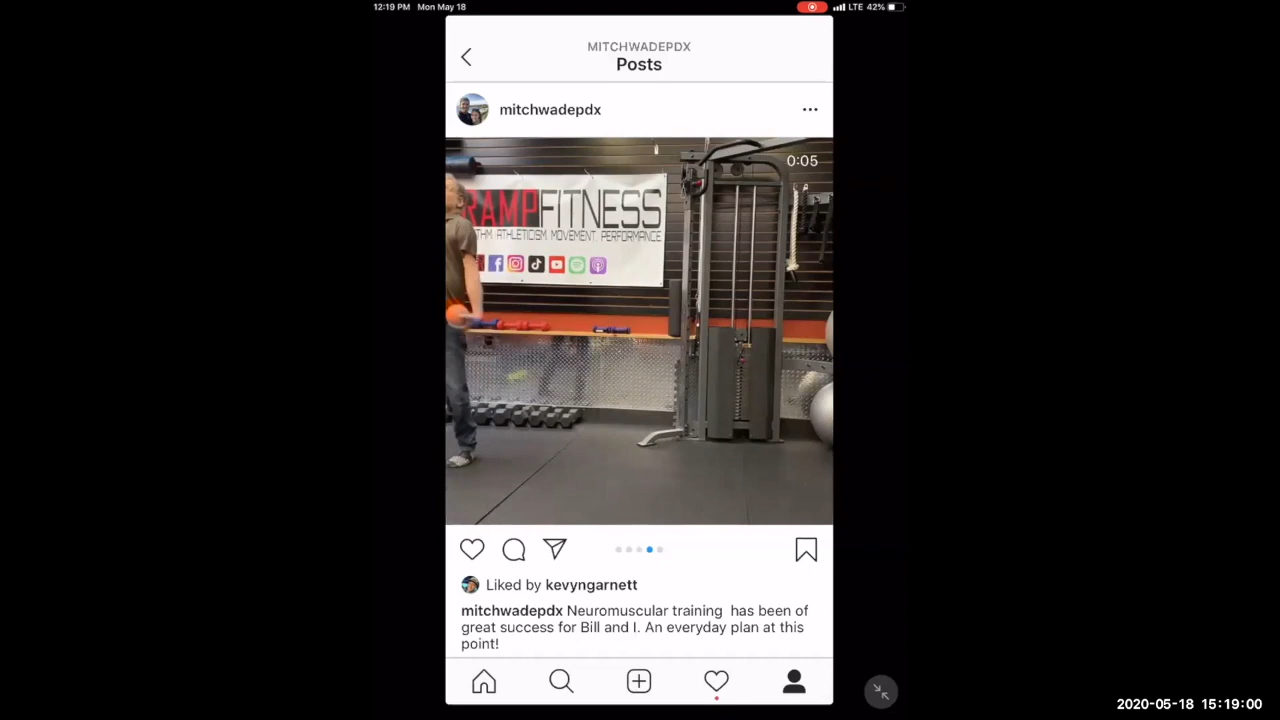 12:19 PM Mon May 18
LTE 42%
MITCHWADEPDX
Posts
mitchwadepdx
0:05
RAMPFITNESS
ATHLETICISM. MOVEMENT. PERFORMANCE
Liked by kevyngarnett
mitchwadepdx Neuromuscular training has been of
great success for Bill and I. An everyday plan at this
point!
2020-05-18 15:19:00